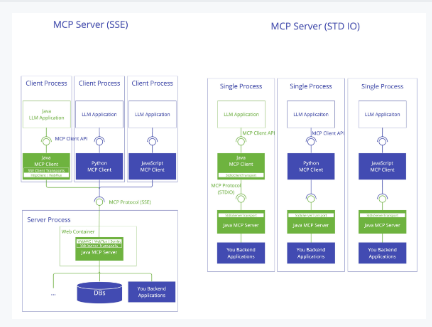 MCP Server (SSE)
MCP Server (STD IO)
Client Process
Client Process
Client Process
Java
LLM Application
LLM Application
LLM Application
MCP Client API
Java
MCP Client
Python
MCP Client
JavaScript
MCP Client
MCP Protocol (SSE)
Server Process
Web Container
Java MCP Server
...
DBs
You Backend
Applications
Single Process
Single Process
Single Process
LLM Application
LLM Application
LLM Application
MCP Client API
MCP Client API
Java
MCP Client
Python
MCP Client
JavaScript
MCP Client
MCP Protocol
(STDIO)
Java MCP Server
Java MCP Server
Java MCP Server
You Backend
Applications
You Backend
Applications
You Backend
Applications